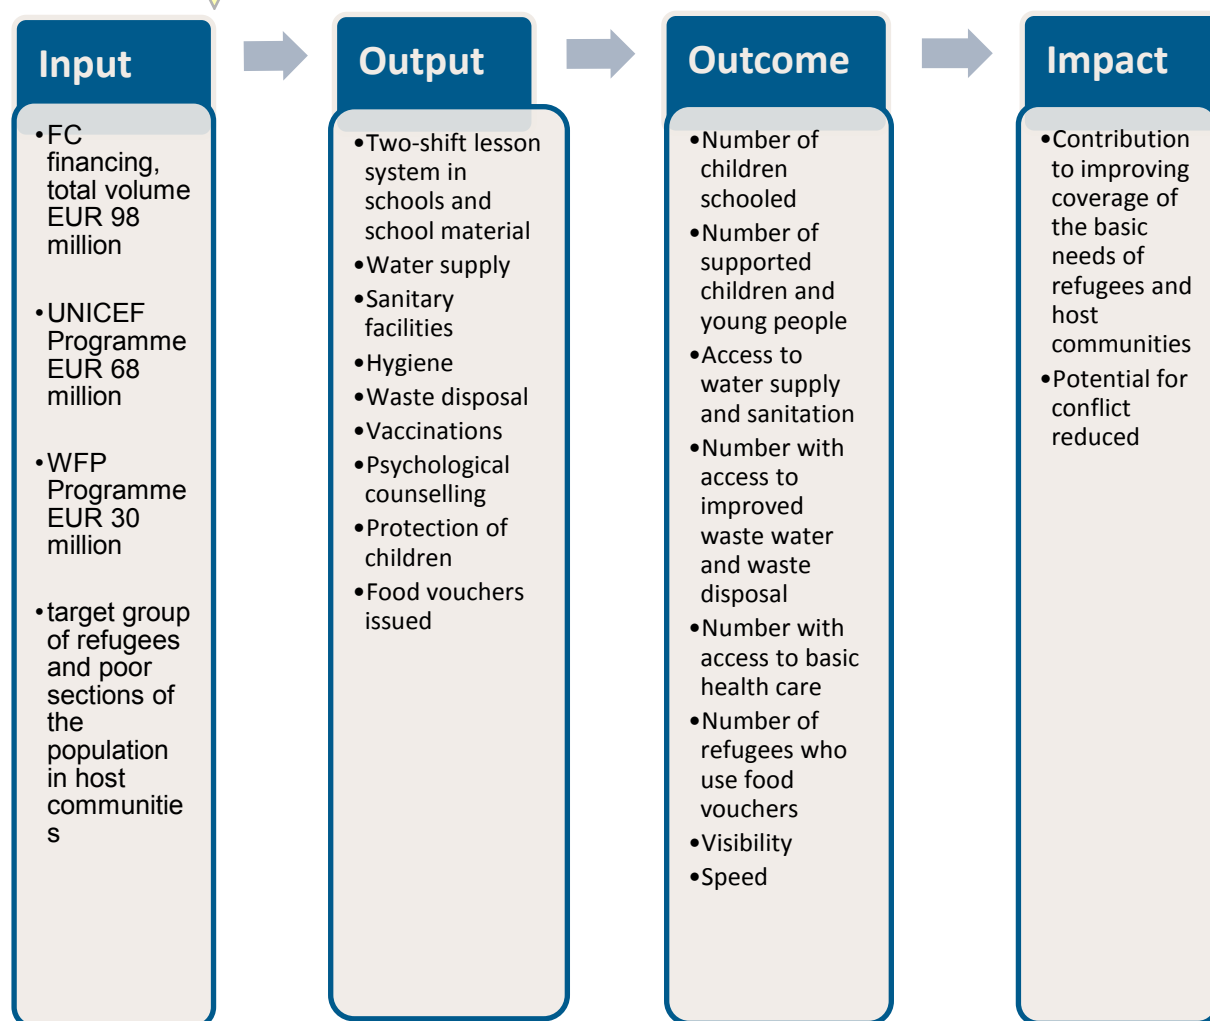 Input
•FC
financing,
total volume
EUR 98
million
•UNICEF
Programme
EUR 68
million
•WFP
Programme
EUR 30
million
•target group
of refugees
and poor
sections of
the
population
in host
communitie
s
Output
•Two-shift lesson
system in
schools and
school material
•Water supply
•Sanitary
facilities
•Hygiene
•Waste disposal
•Vaccinations
•Psychological
counselling
•Protection of
children
•Food vouchers
issued
Outcome
•Number of
children
schooled
•Number of
supported
children and
young people
•Access to
water supply
and sanitation
•Number with
access to
improved
waste water
and waste
disposal
•Number with
access to basic
health care
•Number of
refugees who
use food
vouchers
•Visibility
•Speed
Impact
•Contribution
to improving
coverage of
the basic
needs of
refugees and
host
communities
•Potential for
conflict
reduced